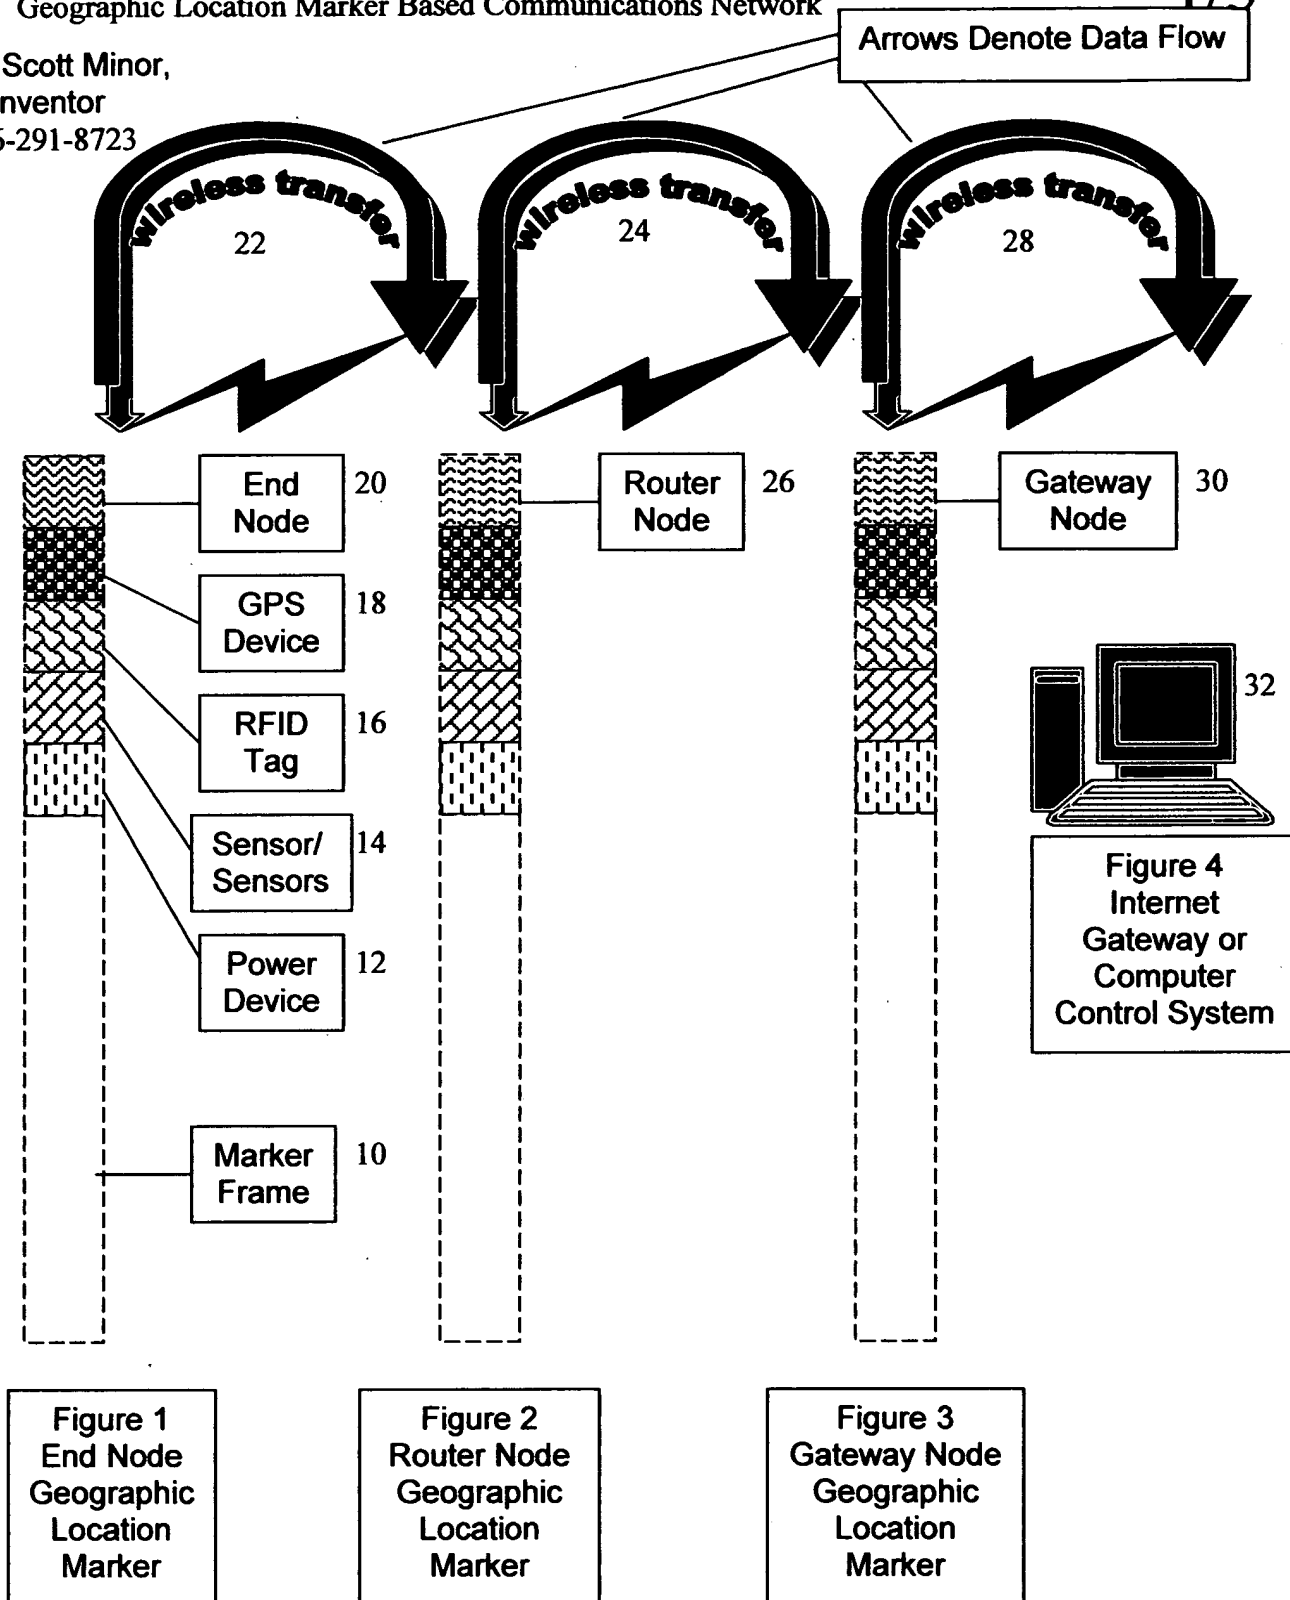 Geographic Location Marker Based Communications Network
Arrows Denote Data Flow
Scott Minor,
nventor
-291-8723
wireless transfer
22
wireless transfer
24
wireless transfer
28
End
Node
20
Router
Node
26
Gateway
Node
30
GPS
Device
18
RFID
Tag
16
32
Sensor/
Sensors
14
Power
Device
12
Figure 4
Internet
Gateway or
Computer
Control System
Marker
Frame
10
Figure 1
End Node
Geographic
Location
Marker
Figure 2
Router Node
Geographic
Location
Marker
Figure 3
Gateway Node
Geographic
Location
Marker